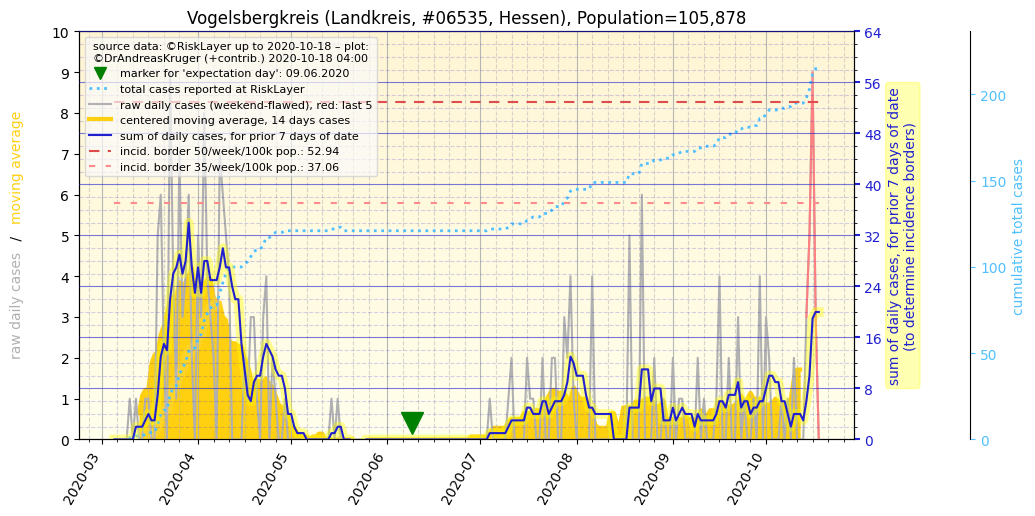 Vogelsbergkreis (Landkreis, #06535, Hessen), Population=105,878
source data: ©RiskLayer up to 2020-10-18 – plot:
©DrAndreasKruger (+contrib.) 2020-10-18 04:00
marker for 'expectation day': 09.06.2020
total cases reported at RiskLayer
raw daily cases (weekend-flawed), red: last 5
centered moving average, 14 days cases
sum of daily cases, for prior 7 days of date
incid. border 50/week/100k pop.: 52.94
incid. border 35/week/100k pop.: 37.06
raw daily cases / moving average
10
9
8
7
6
5
4
3
2
1
0
2020-03
2020-04
2020-05
2020-06
2020-07
2020-08
2020-09
2020-10
64
56
48
40
32
24
16
8
0
sum of daily cases, for prior 7 days of date
(to determine incidence borders)
200
150
100
50
0
cumulative total cases